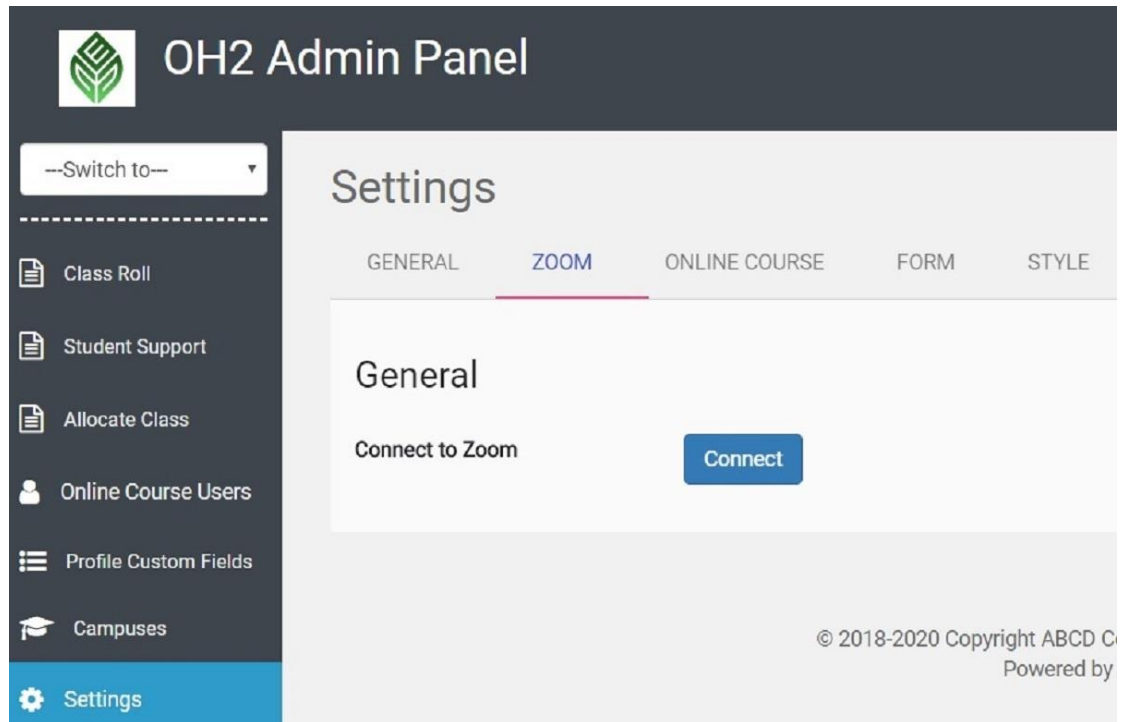 OH2 Admin Panel
---Switch to---
Class Roll
Student Support
Allocate Class
Online Course Users
Profile Custom Fields
Campuses
Settings
Settings
GENERAL ZOOM ONLINE COURSE FORM STYLE
General
Connect to Zoom Connect
© 2018-2020 Copyright ABCD
Powered by